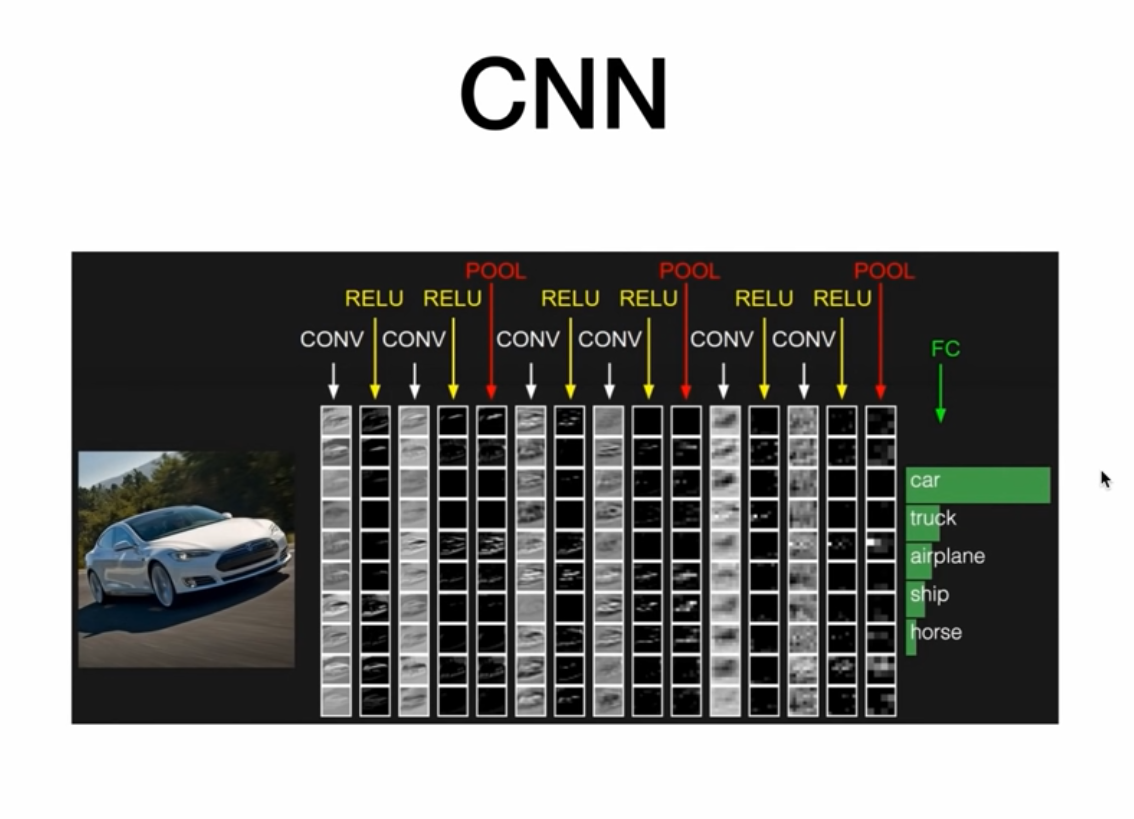 CNN
POOL POOL POOL
RELU RELU RELU RELU RELU RELU
CONV CONV CONV CONV CONV CONV
FC
car
truck
airplane
ship
horse